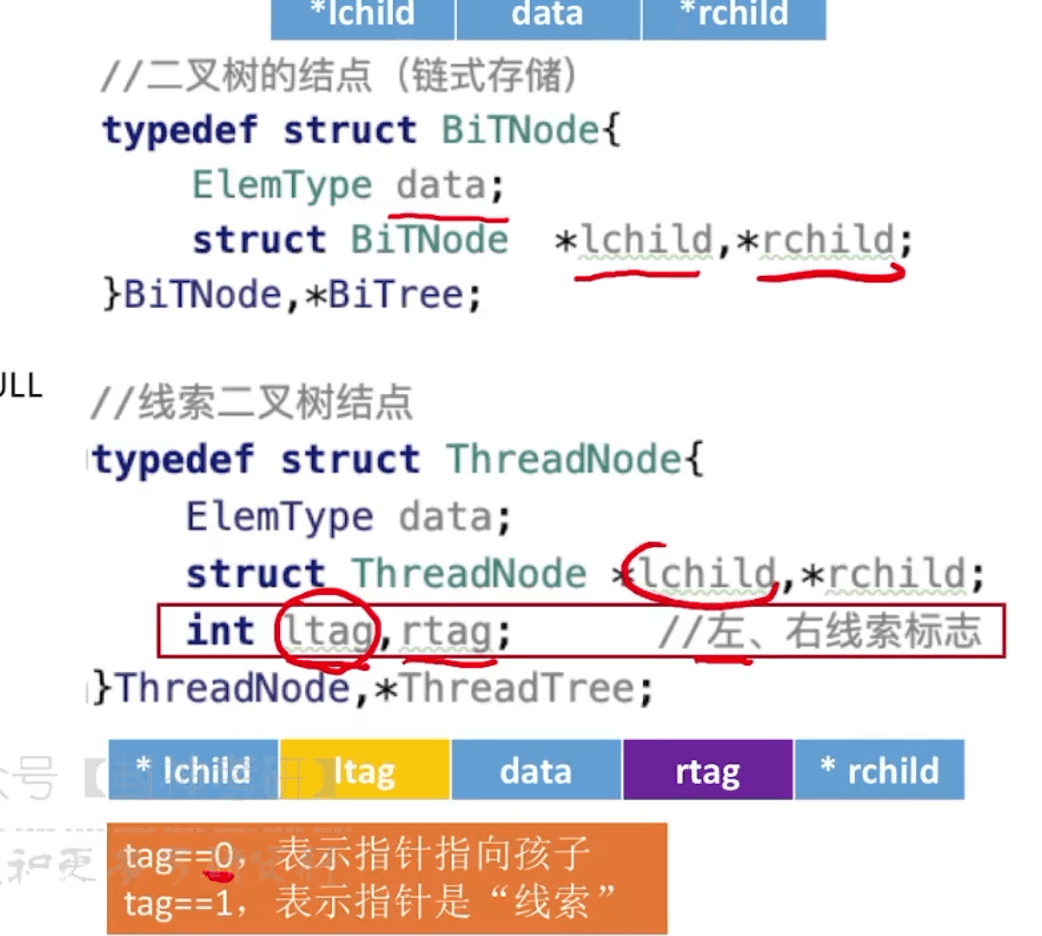 *lchild data *rchild
//二叉树的结点（链式存储）
typedef struct BiTNode{
ElemType data;
struct BiTNode *lchild,*rchild;
}BiTNode,*BiTree;
ULL
//线索二叉树结点
typedef struct ThreadNode{
ElemType data;
struct ThreadNode *lchild,*rchild;
int ltag,rtag; //左、右线索标志
}ThreadNode,*ThreadTree;
* lchild ltag data rtag * rchild
tag==0，表示指针指向孩子
tag==1，表示指针是“线索”